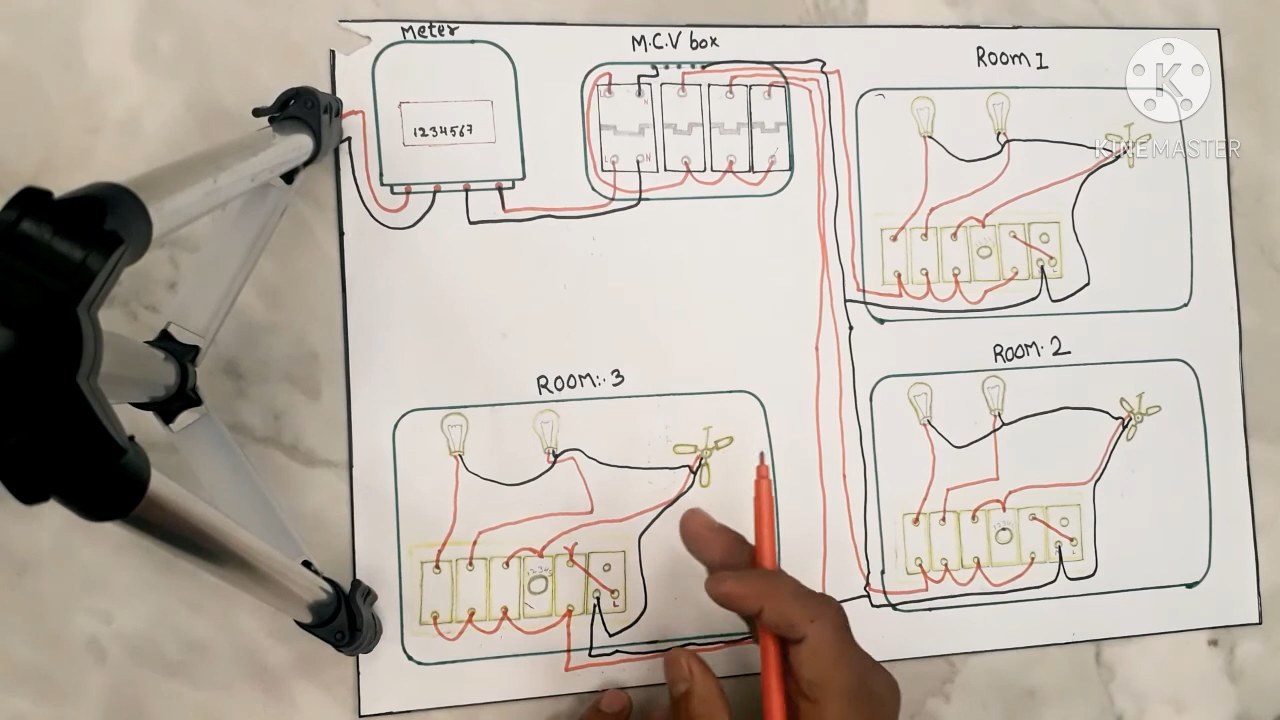 Meter
M.C.V box
ROOM 1
K
KINEMASTER
1234567
N
L
N
ROOM:. 3
ROOM. 2
L